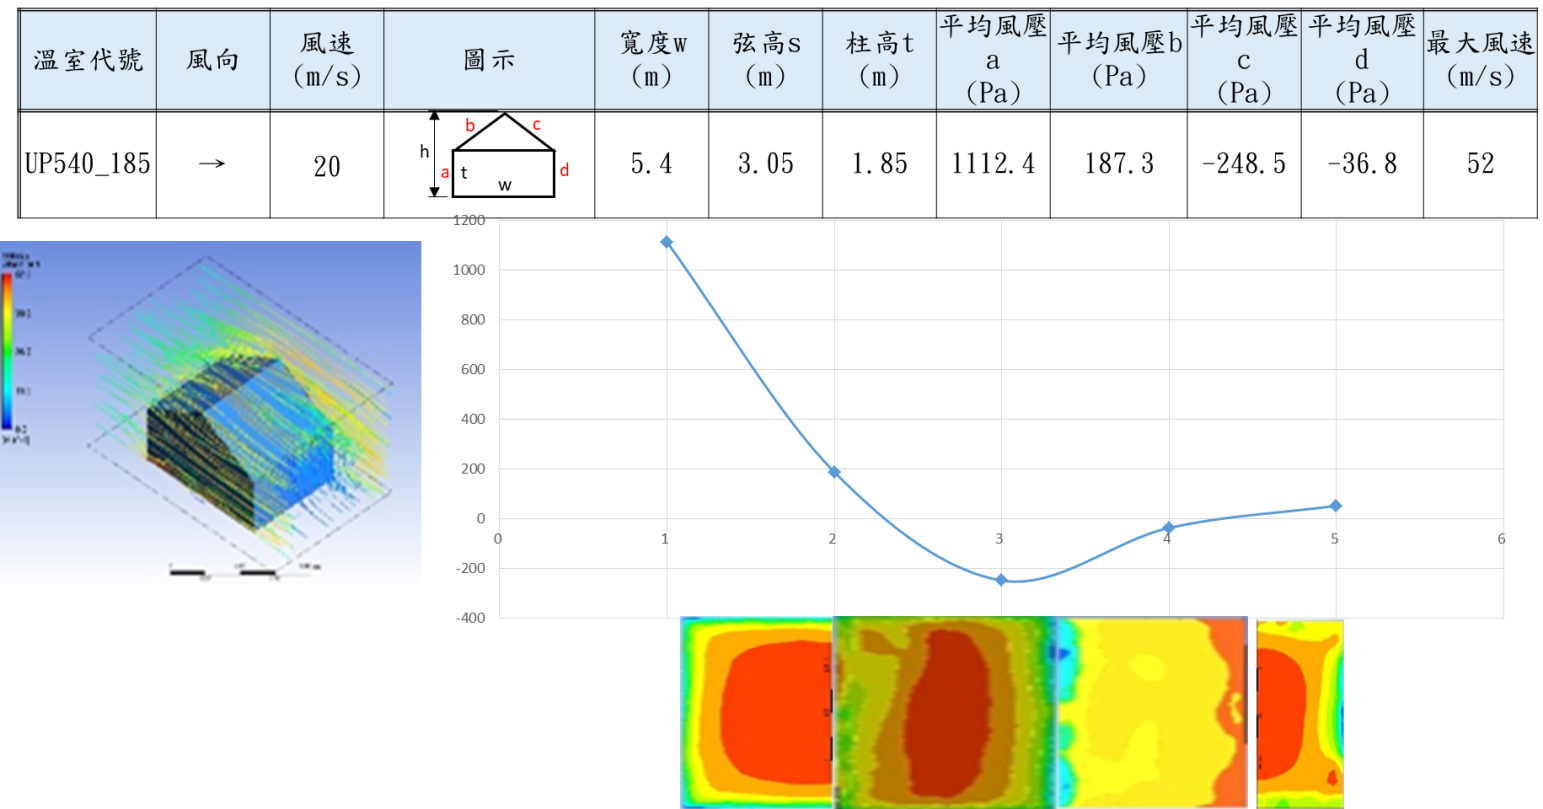 溫室代號 風向 風速 (m/s) 圖示 寬度w (m) 弦高s (m) 柱高t (m) 平均風壓 a (Pa) 平均風壓b (Pa) 平均風壓 c (Pa) 平均風壓 d (Pa) 最大風速 (m/s)
UP540_185 → 20 5.4 3.05 1.85 1112.4 187.3 -248.5 -36.8 52
b c
h
a t d
w
1200
1000
800
600
400
200
0
-200
-400
0 1 2 3 4 5 6